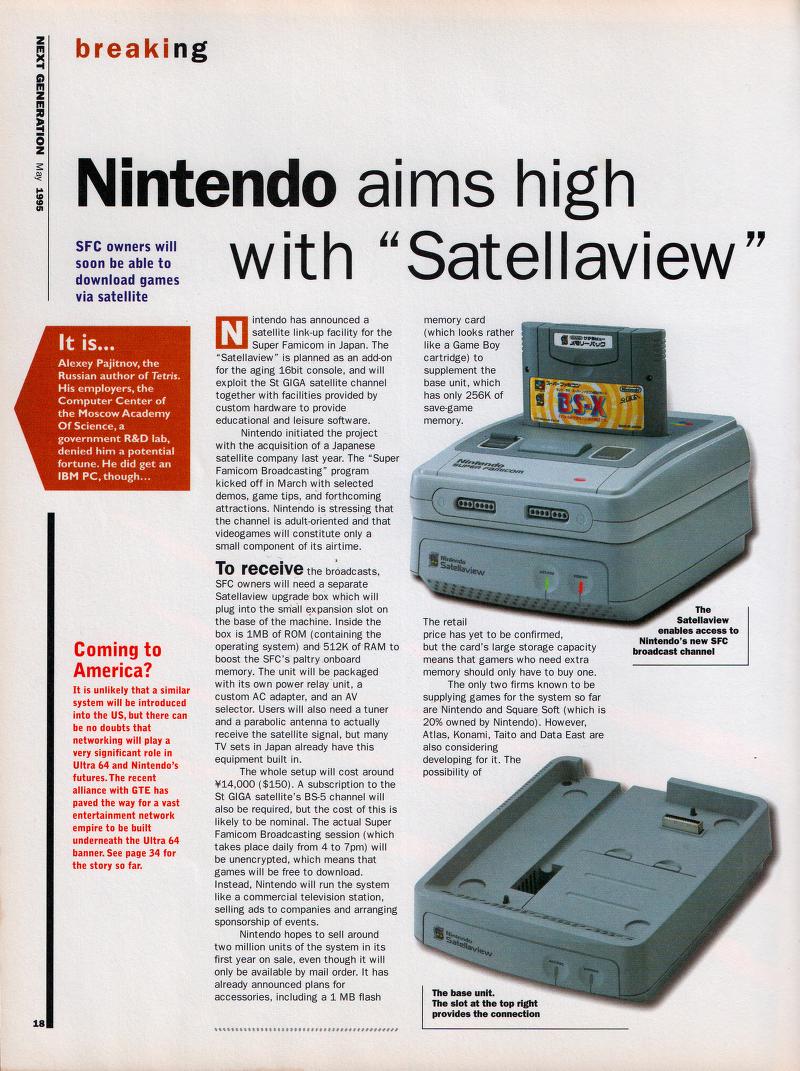 breaking
NEXT GENERATION May 1995
Nintendo aims high
with “Satellaview”
SFC owners will
soon be able to
download games
via satellite
It is...
Alexey Pajitnov, the
Russian author of Tetris.
His employers, the
Computer Center of
the Moscow Academy
Of Science, a
government R&D lab,
denied him a potential
fortune. He did get an
IBM PC, though...
Coming to
America?
It is unlikely that a similar
system will be introduced
into the US, but there can
be no doubts that
networking will play a
very significant role in
Ultra 64 and Nintendo's
futures. The recent
alliance with GTE has
paved the way for a vast
entertainment network
empire to be built
underneath the Ultra 64
banner. See page 34 for
the story so far.
Nintendo has announced a
satellite link-up facility for the
Super Famicom in Japan. The
“Satellaview” is planned as an add-on
for the aging 16bit console, and will
exploit the St GIGA satellite channel
together with facilities provided by
custom hardware to provide
educational and leisure software.
Nintendo initiated the project
with the acquisition of a Japanese
satellite company last year. The “Super
Famicom Broadcasting” program
kicked off in March with selected
demos, game tips, and forthcoming
attractions. Nintendo is stressing that
the channel is adult-oriented and that
videogames will constitute only a
small component of its airtime.
To receive the broadcasts,
SFC owners will need a separate
Satellaview upgrade box which will
plug into the small expansion slot on
the base of the machine. Inside the
box is 1MB of ROM (containing the
operating system) and 512K of RAM to
boost the SFC's paltry onboard
memory. The unit will be packaged
with its own power relay unit, a
custom AC adapter, and an AV
selector. Users will also need a tuner
and a parabolic antenna to actually
receive the satellite signal, but many
TV sets in Japan already have this
equipment built in.
The whole setup will cost around
¥14,000 ($150). A subscription to the
St GIGA satellite's BS-5 channel will
also be required, but the cost of this is
likely to be nominal. The actual Super
Famicom Broadcasting session (which
takes place daily from 4 to 7pm) will
be unencrypted, which means that
games will be free to download.
Instead, Nintendo will run the system
like a commercial television station,
selling ads to companies and arranging
sponsorship of events.
Nintendo hopes to sell around
two million units of the system in its
first year on sale, even though it will
only be available by mail order. It has
already announced plans for
accessories, including a 1 MB flash
memory card
(which looks rather
like a Game Boy
cartridge) to
supplement the
base unit, which
has only 256K of
save-game
memory.
メモリーパック
スーパーファミコン
Nintendo
BS-X
St.GIGA
Nintendo
SUPER FAMICOM
Nintendo
Satellaview
The
Satellaview
enables access to
Nintendo's new SFC
broadcast channel
The retail
price has yet to be confirmed,
but the card's large storage capacity
means that gamers who need extra
memory should only have to buy one.
The only two firms known to be
supplying games for the system so far
are Nintendo and Square Soft (which is
20% owned by Nintendo). However,
Atlas, Konami, Taito and Data East are
also considering
developing for it. The
possibility of
Nintendo
Satellaview
The base unit.
The slot at the top right
provides the connection
18